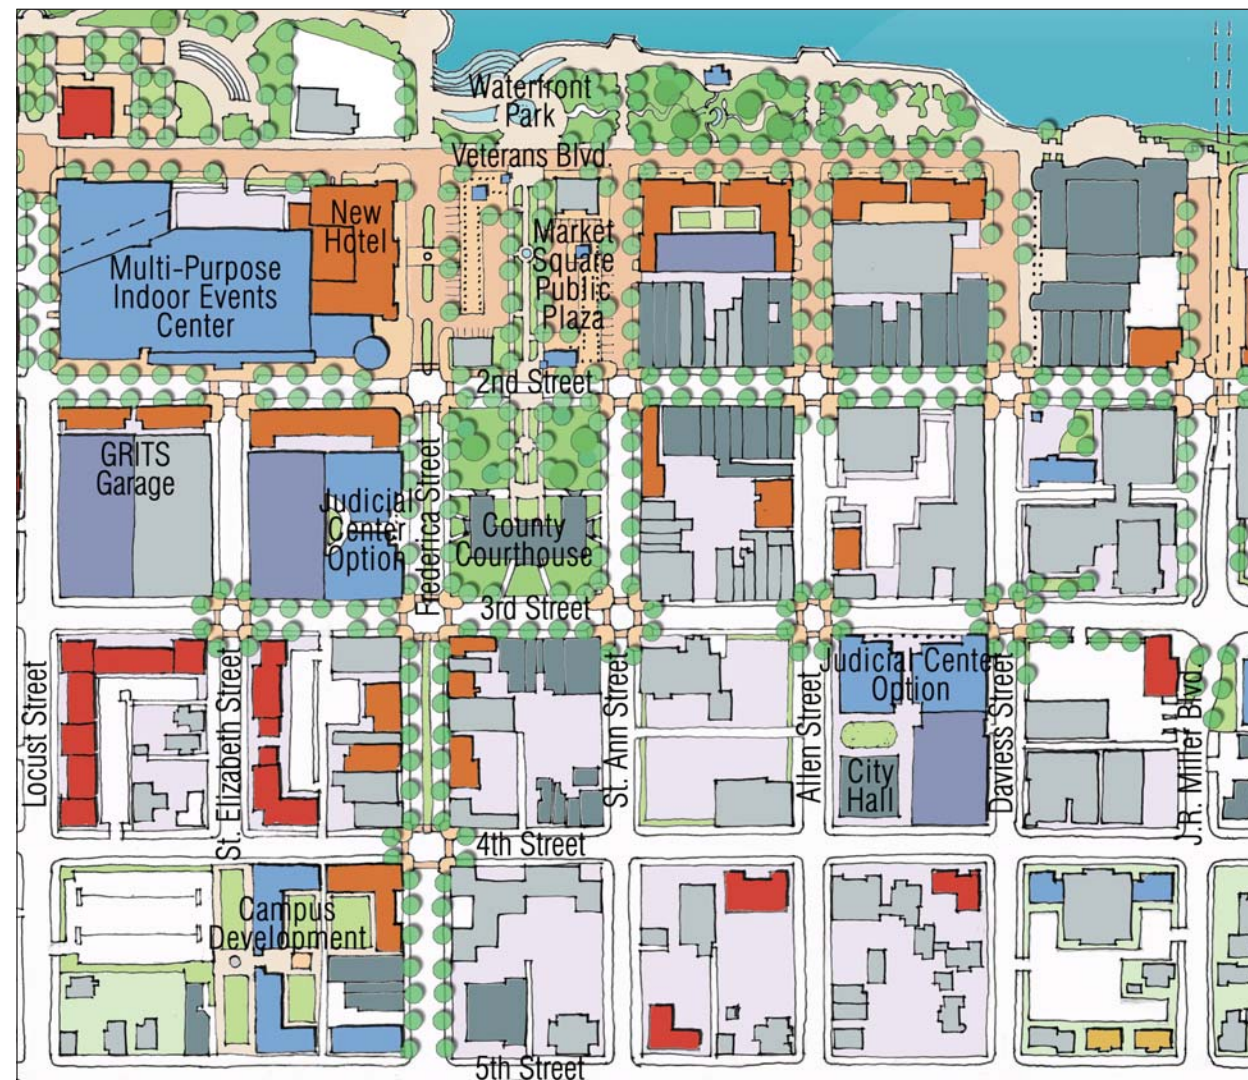 Waterfront
Park
Veterans Blvd.
New
Hotel
Market
Square
Public
Plaza
Multi-Purpose
Indoor Events
Center
2nd Street
GRITS
Garage
Judicial
Center
Option
Frederica Street
County
Courthouse
3rd Street
Locust Street
St. Elizabeth Street
St. Ann Street
Allen Street
Judicial Center
Option
City
Hall
Daviess Street
J.R. Miller Blvd
4th Street
Campus
Development
5th Street